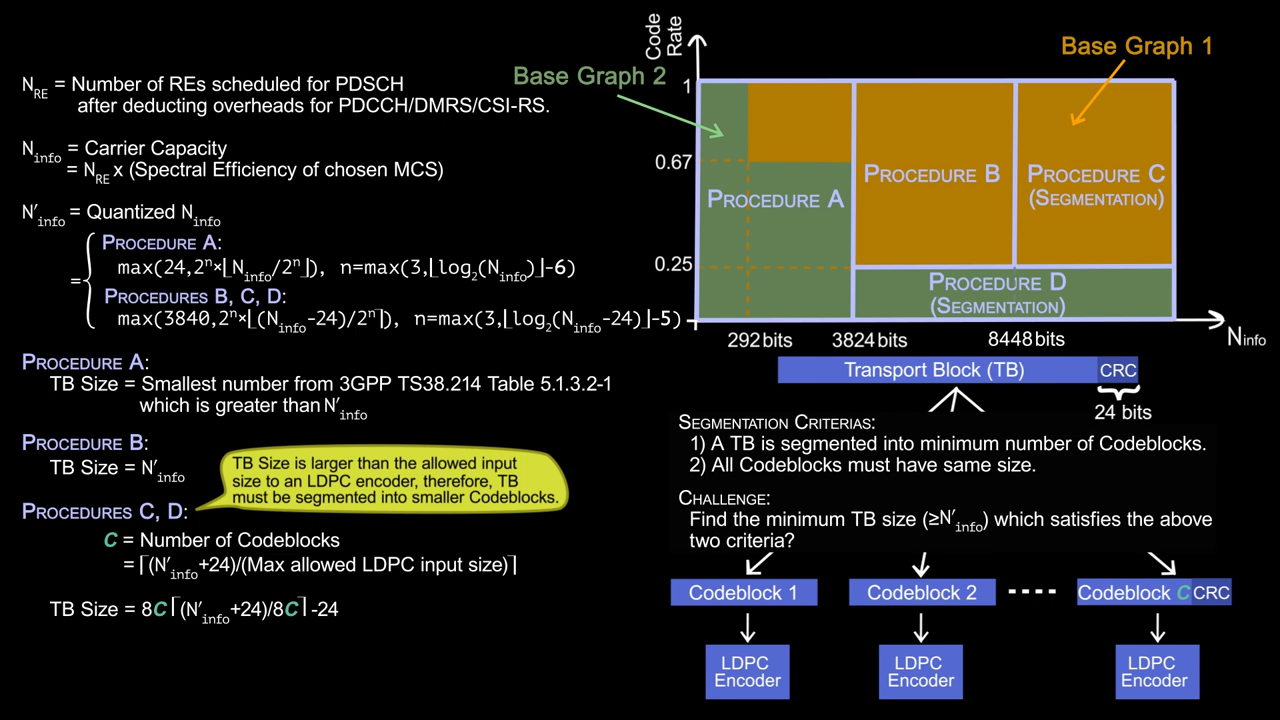 N_RE = Number of REs scheduled for PDSCH
after deducting overheads for PDCCH/DMRS/CSI-RS.
N_info = Carrier Capacity
= N_RE x (Spectral Efficiency of chosen MCS)
N′_info = Quantized N_info
PROCEDURE A:
max(24,2ⁿ×⌊N_info/2ⁿ⌋), n=max(3,⌊log₂(N_info)⌋-6)
=
PROCEDURES B, C, D:
max(3840,2ⁿ×⌊(N_info-24)/2ⁿ⌉), n=max(3,⌊log₂(N_info-24)⌋-5)
PROCEDURE A:
TB Size = Smallest number from 3GPP TS38.214 Table 5.1.3.2-1
which is greater than N′_info
PROCEDURE B:
TB Size = N′_info
TB Size is larger than the allowed input
size to an LDPC encoder, therefore, TB
must be segmented into smaller Codeblocks.
PROCEDURES C, D:
C = Number of Codeblocks
= ⌈(N′_info+24)/(Max allowed LDPC input size)⌉
TB Size = 8C⌈(N′_info+24)/8C⌉-24
Code
Rate
Base Graph 2
Base Graph 1
1
0.67
0.25
PROCEDURE A
PROCEDURE B
PROCEDURE C
(SEGMENTATION)
PROCEDURE D
(SEGMENTATION)
292 bits
3824 bits
8448 bits
N_info
Transport Block (TB)
CRC
24 bits
SEGMENTATION CRITERIAS:
1) A TB is segmented into minimum number of Codeblocks.
2) All Codeblocks must have same size.
CHALLENGE:
Find the minimum TB size (≥N′_info) which satisfies the above
two criteria?
Codeblock 1
Codeblock 2
Codeblock C
CRC
LDPC
Encoder
LDPC
Encoder
LDPC
Encoder